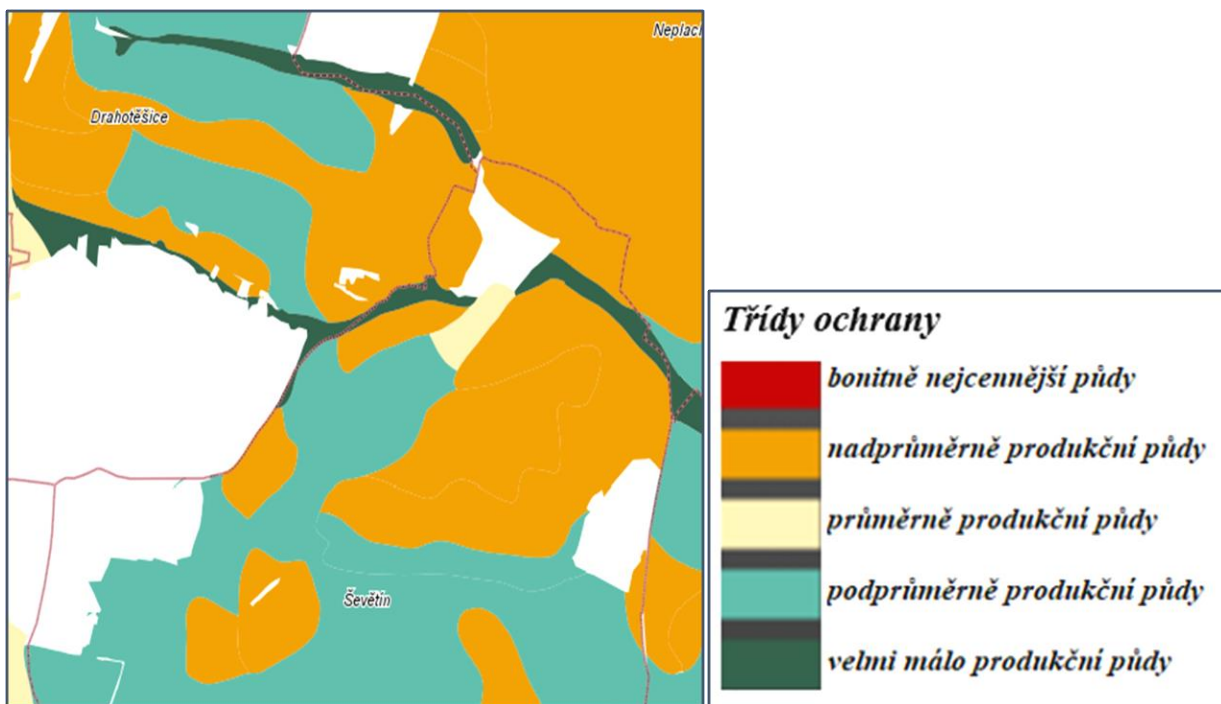 Neplach
Drahotěšice
Ševětín
Třídy ochrany
bonitně nejcennější půdy
nadprůměrně produkční půdy
průměrně produkční půdy
podprůměrně produkční půdy
velmi málo produkční půdy